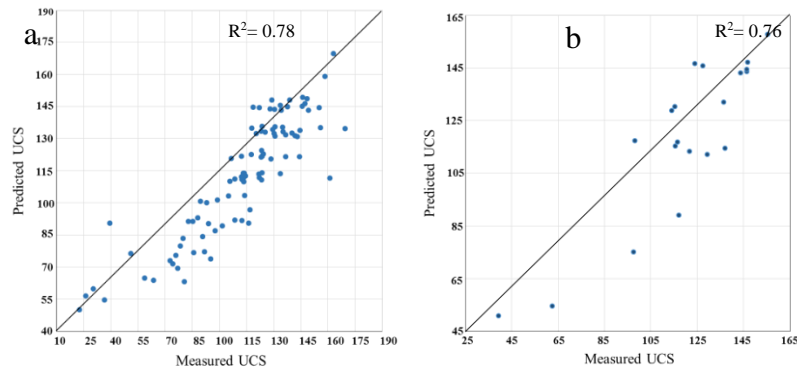 a
R²= 0.78
190
175
160
145
130
115
100
85
70
55
40
Predicted UCS
10 25 40 55 70 85 100 115 130 145 160 175 190
Measured UCS
b
R²= 0.76
165
145
125
105
85
65
45
Predicted UCS
25 45 65 85 105 125 145 165
Measured UCS